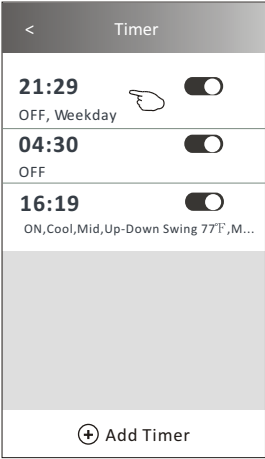 < Timer
21:29
OFF, Weekday
04:30
OFF
16:19
ON,Cool,Mid,Up-Down Swing 77℉,M...
Add Timer